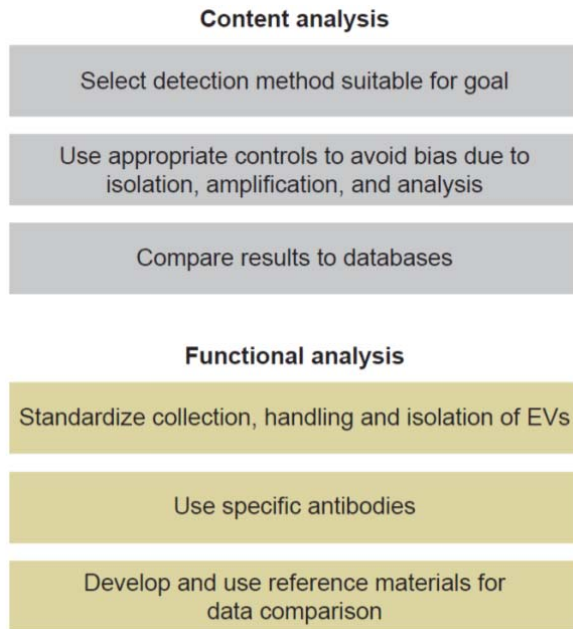 Content analysis
Select detection method suitable for goal
Use appropriate controls to avoid bias due to
isolation, amplification, and analysis
Compare results to databases
Functional analysis
Standardize collection, handling and isolation of EVs
Use specific antibodies
Develop and use reference materials for
data comparison